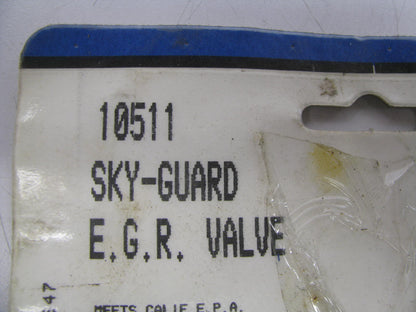 10511
SKY-GUARD
E.G.R. VALVE
MEETS CALIF E.P.A.